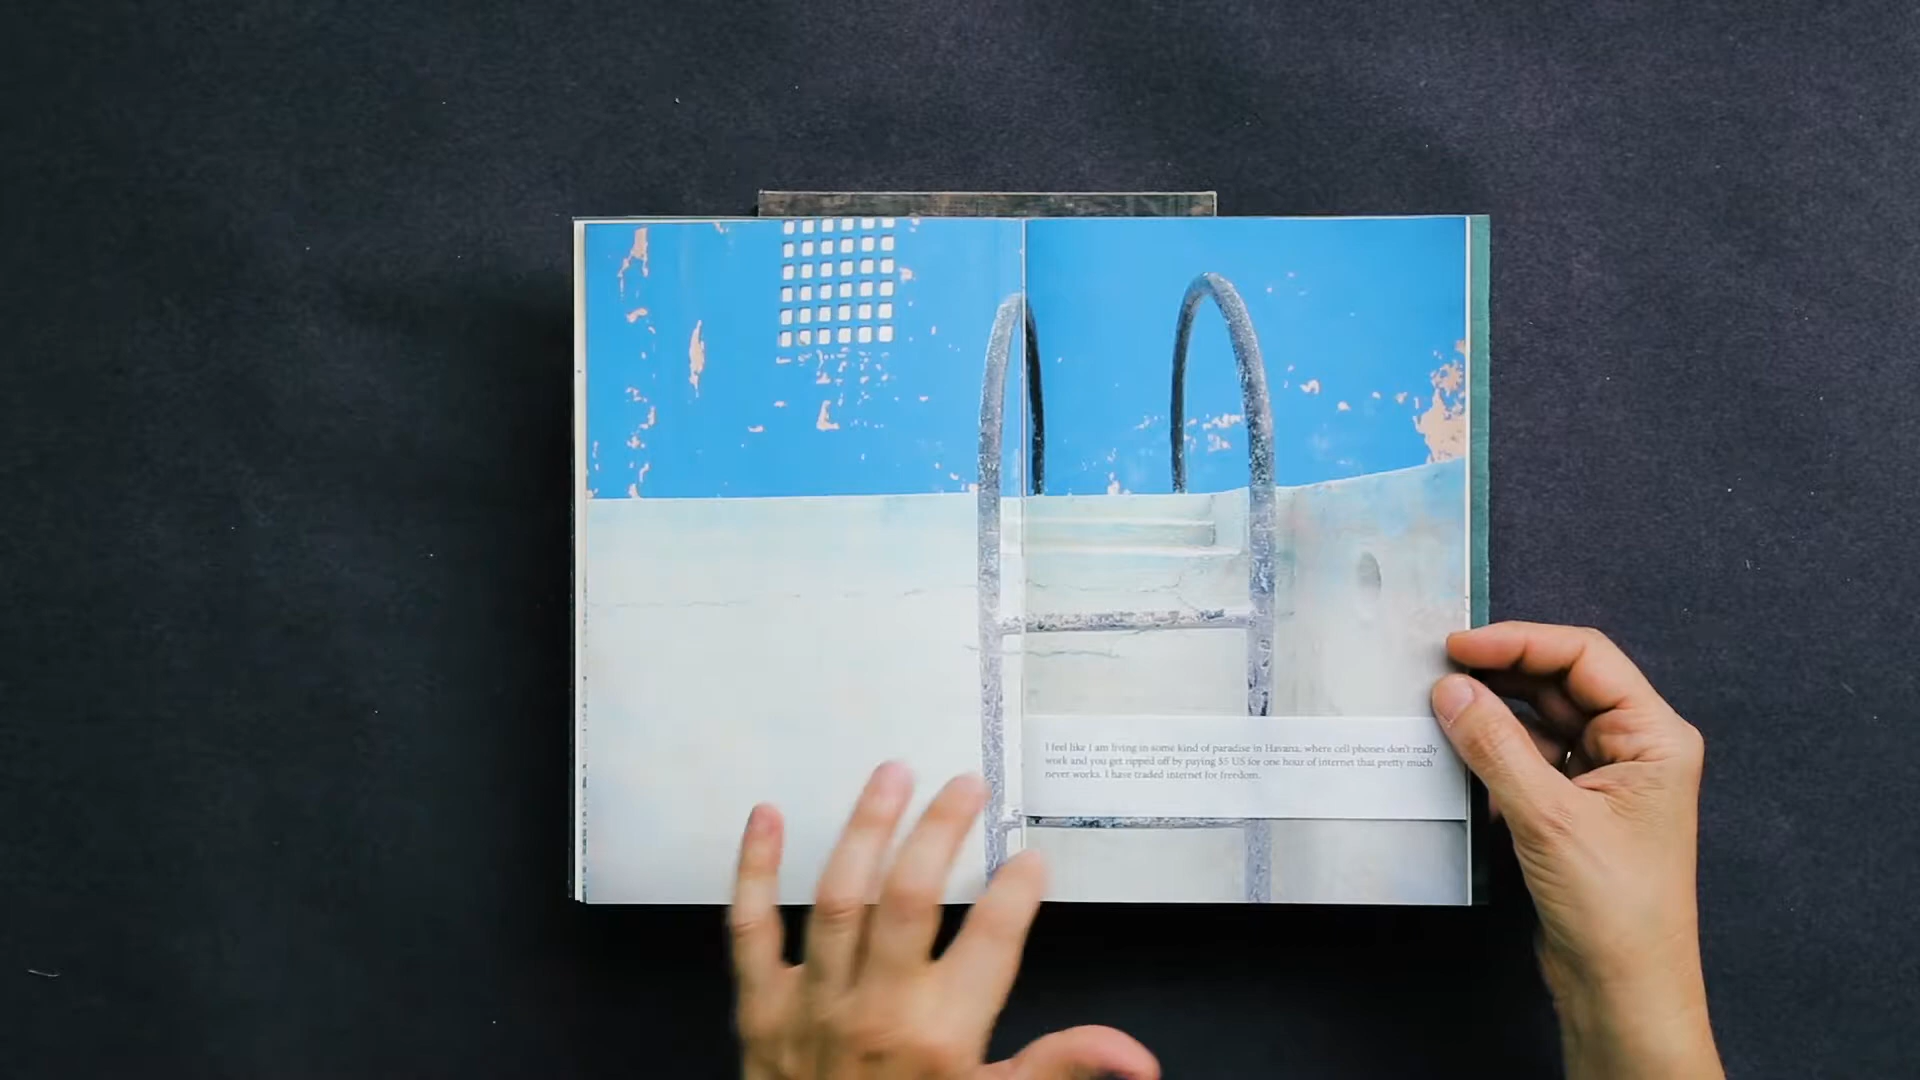 I feel like I am living in some kind of paradise in Havana, where cell phones don't really
work and you get ripped off by paying $5 US for one hour of internet that pretty much
never works. I have traded internet for freedom.